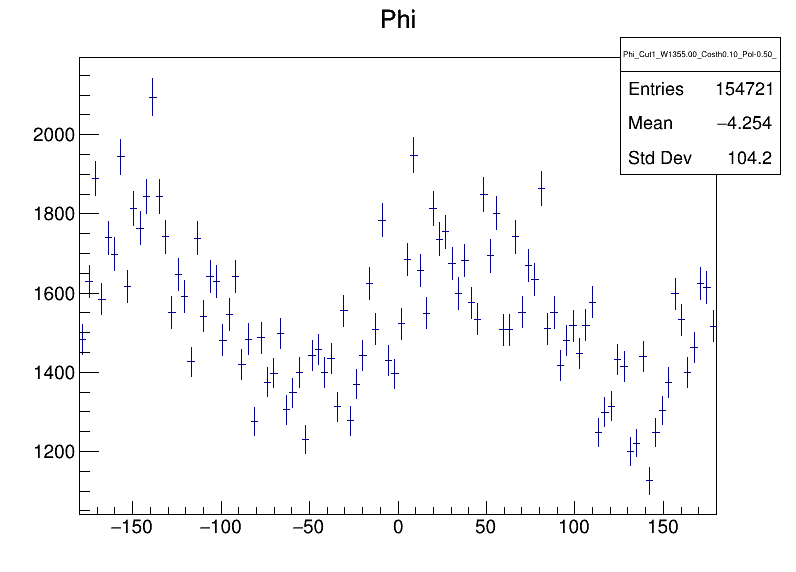 Phi
Phi_Cut1_W1355.00_Costh0.10_Pol-0.50_
Entries 154721
Mean −4.254
Std Dev 104.2
2000
1800
1600
1400
1200
−150 −100 −50 0 50 100 150